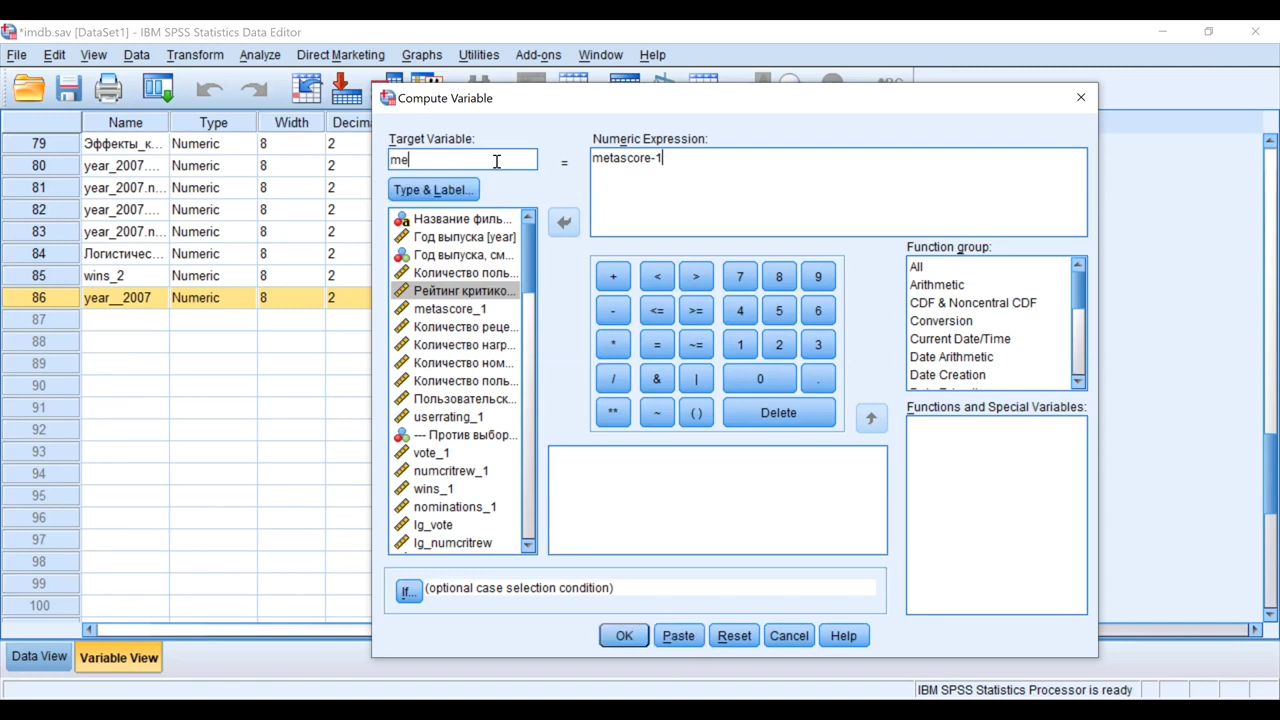 *imdb.sav [DataSet1] - IBM SPSS Statistics Data Editor
File Edit View Data Transform Analyze Direct Marketing Graphs Utilities Add-ons Window Help
Compute Variable
Name Type Width Decim
79 Эффекты_к... Numeric 8 2
80 year_2007.... Numeric 8 2
81 year_2007.n... Numeric 8 2
82 year_2007.... Numeric 8 2
83 year_2007.n... Numeric 8 2
84 Логистичес... Numeric 8 2
85 wins_2 Numeric 8 2
86 year__2007 Numeric 8 2
87
88
89
90
91
92
93
94
95
96
97
98
99
100
Target Variable:
me
=
Numeric Expression:
metascore-1
Type & Label...
Название филь...
Год выпуска [year]
Год выпуска, см...
Количество поль...
Рейтинг критико...
metascore_1
Количество реце...
Количество нагр...
Количество ном...
Количество поль...
Пользовательск...
userrating_1
--- Против выбор...
vote_1
numcritrew_1
wins_1
nominations_1
lg_vote
lg_numcritrew
+ < > 7 8 9
- <= >= 4 5 6
* = ~= 1 2 3
/ & | 0 .
** ~ ( ) Delete
Function group:
All
Arithmetic
CDF & Noncentral CDF
Conversion
Current Date/Time
Date Arithmetic
Date Creation
Functions and Special Variables:
If... (optional case selection condition)
OK Paste Reset Cancel Help
Data View Variable View
IBM SPSS Statistics Processor is ready